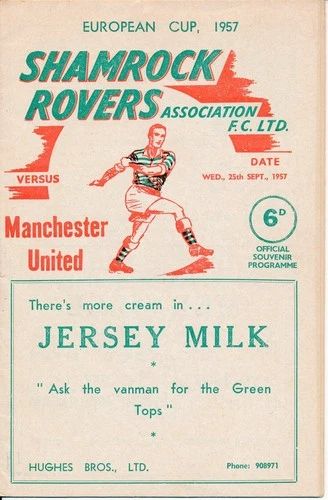 EUROPEAN CUP, 1957
SHAMROCK
ROVERS ASSOCIATION
F.C. LTD.
DATE
VERSUS
WED., 25th SEPT., 1957
Manchester
United
6D
OFFICIAL
SOUVENIR
PROGRAMME
There's more cream in . . .
JERSEY MILK
*
"Ask the vanman for the Green
Tops"
*
HUGHES BROS., LTD.
Phone: 908971